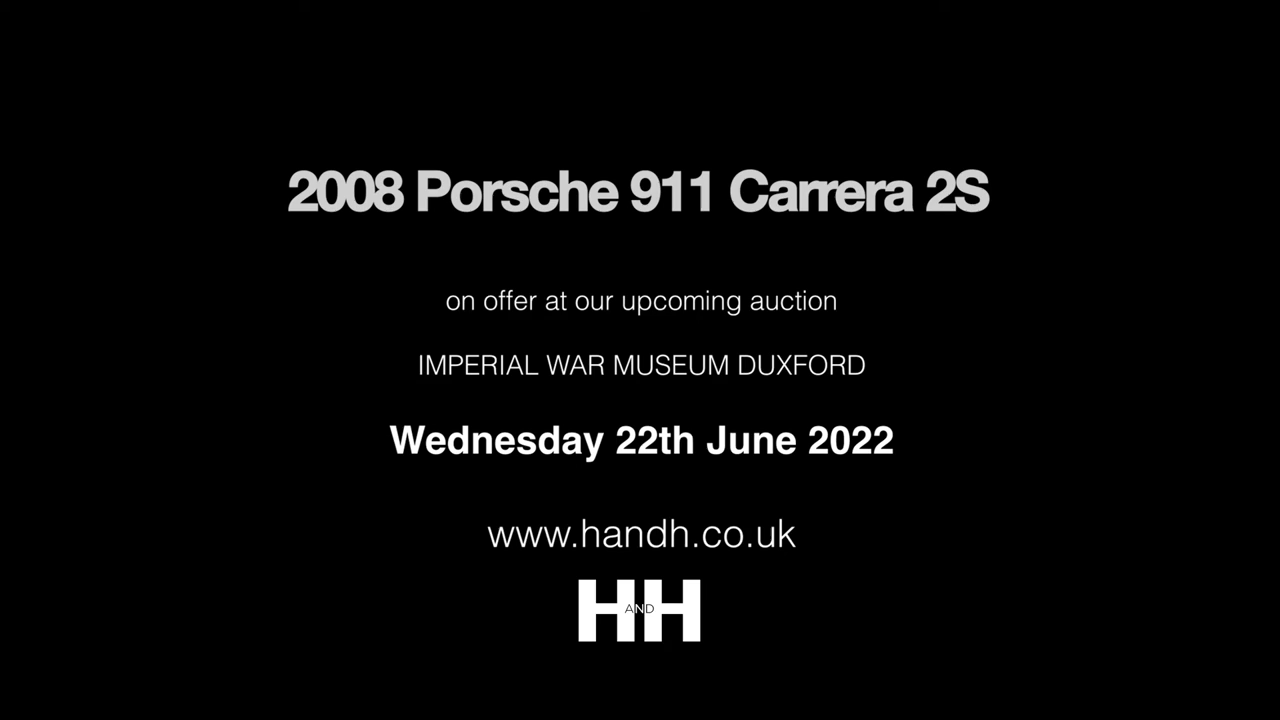 2008 Porsche 911 Carrera 2S
on offer at our upcoming auction
IMPERIAL WAR MUSEUM DUXFORD
Wednesday 22th June 2022
www.handh.co.uk
H AND H